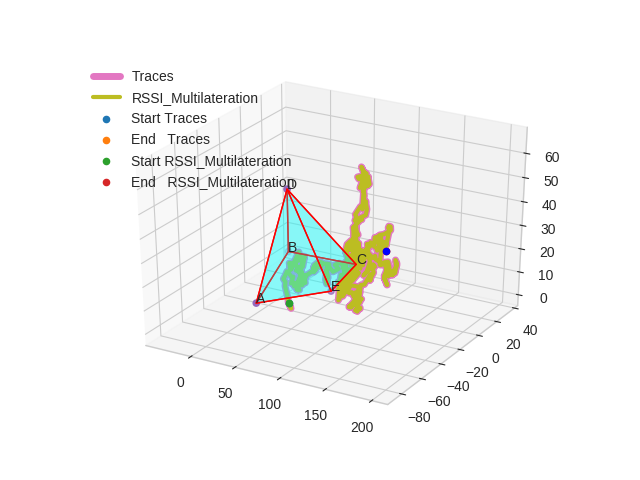 Traces
RSSI_Multilateration
Start Traces
End Traces
Start RSSI_Multilateration
End RSSI_Multilateration
D
B
C
A
E
60
50
40
30
20
10
0
0
50
100
150
200
−80
−60
−40
−20
0
20
40